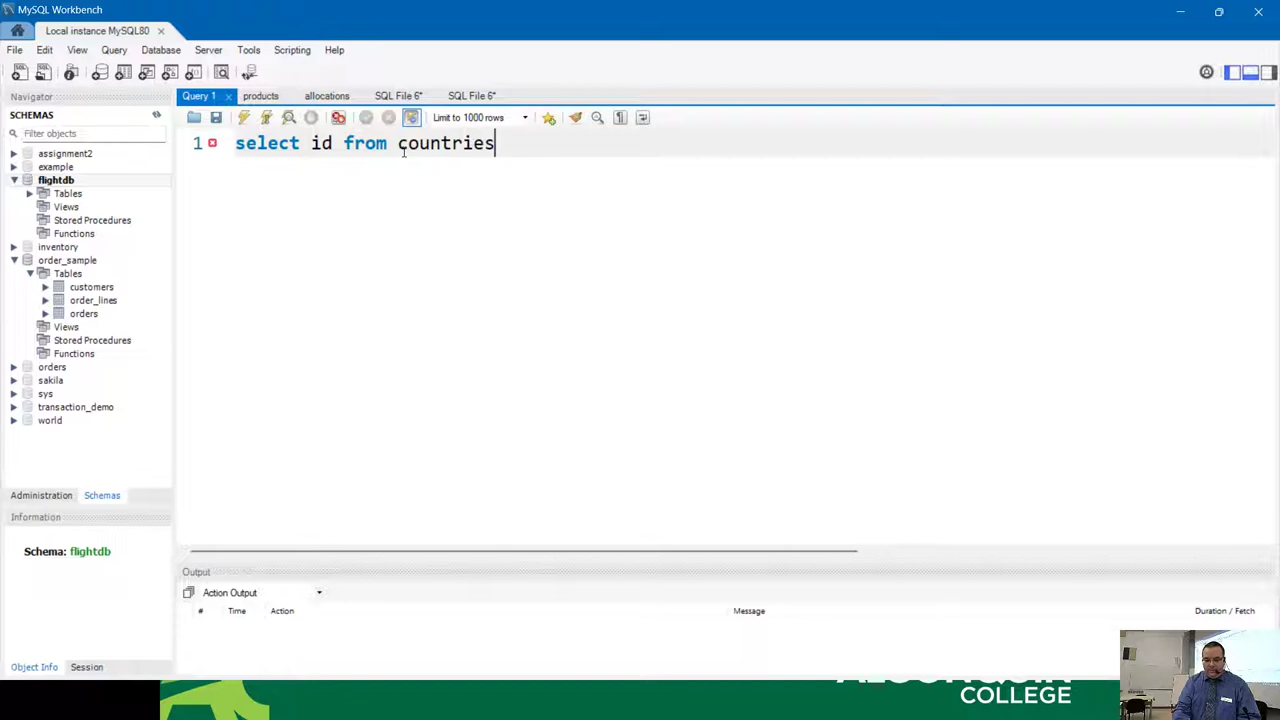 MySQL Workbench
Local instance MySQL80
File Edit View Query Database Server Tools Scripting Help
Navigator
SCHEMAS
Filter objects
assignment2
example
flightdb
Tables
Views
Stored Procedures
Functions
inventory
order_sample
Tables
customers
order_lines
orders
Views
Stored Procedures
Functions
orders
sakila
sys
transaction_demo
world
Administration Schemas
Information
Schema: flightdb
Object Info Session
Query 1 products allocations SQL File 6* SQL File 6*
Limit to 1000 rows
1 select id from countries
Output
Action Output
# Time Action Message Duration / Fetch
COLLEGE